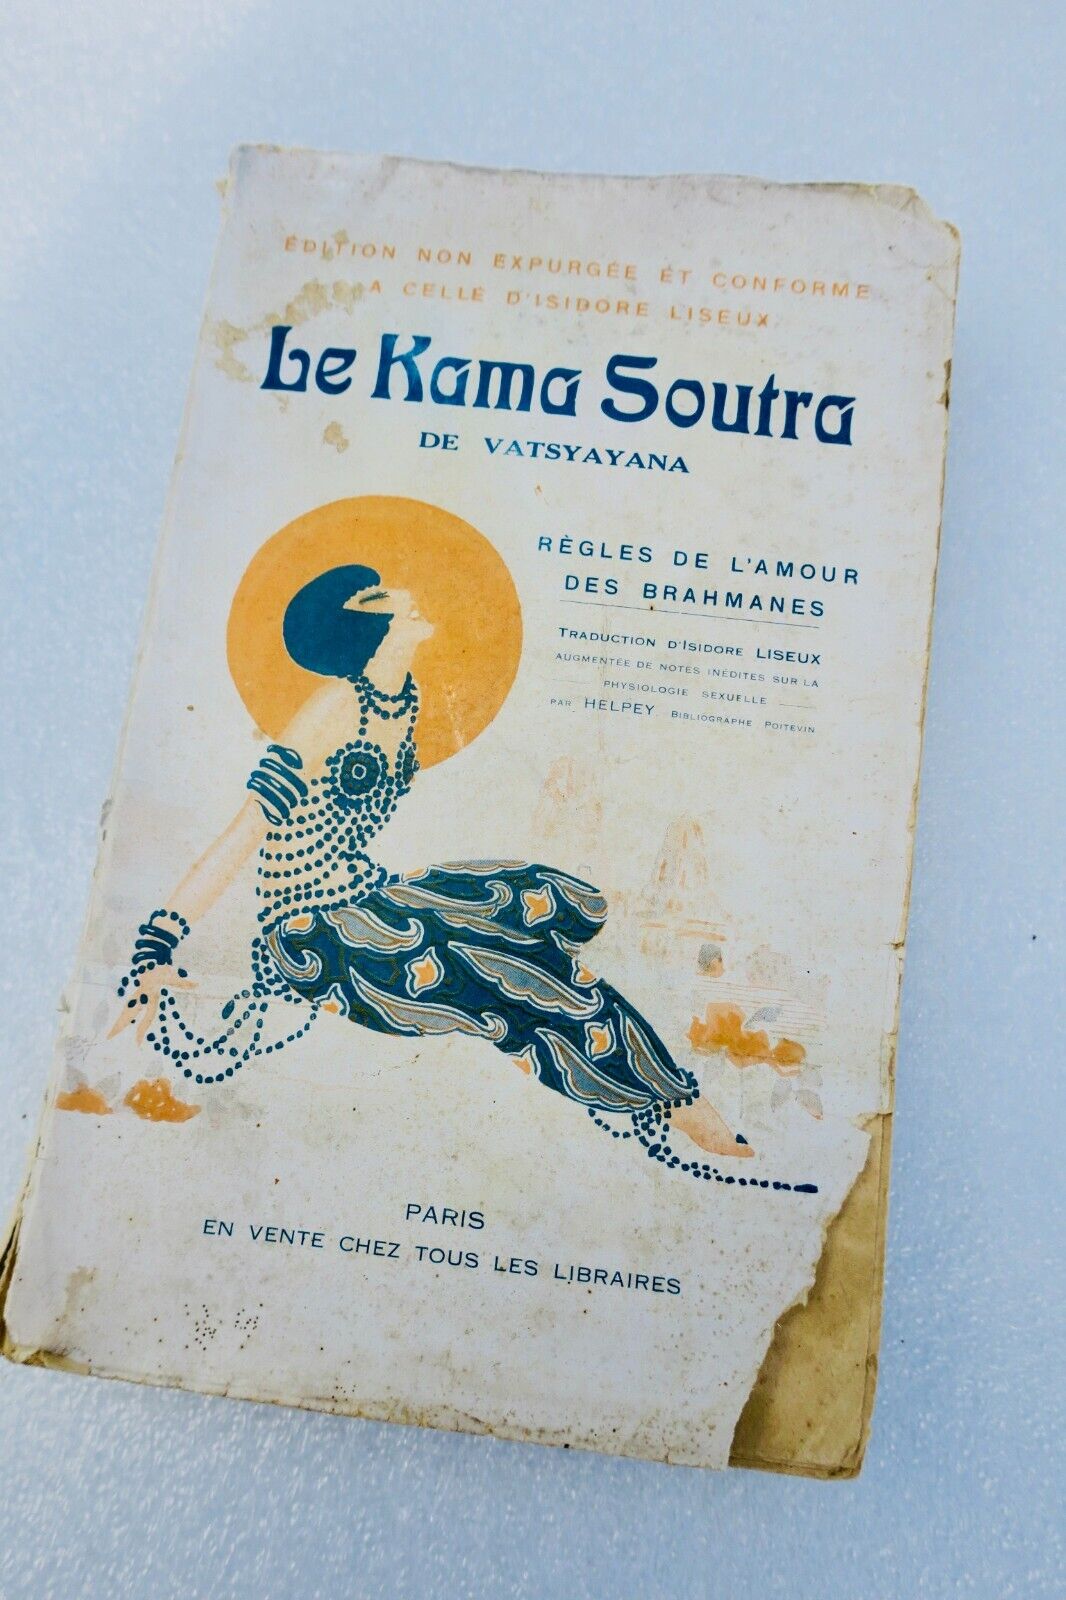 ÉDITION NON EXPURGÉE ET CONFORME
A CELLE D'ISIDORE LISEUX
Le Kama Soutra
DE VATSYAYANA
RÈGLES DE L'AMOUR
DES BRAHMANES
TRADUCTION D'ISIDORE LISEUX
AUGMENTÉE DE NOTES INÉDITES SUR LA
PHYSIOLOGIE SEXUELLE
PAR HELPEY BIBLIOGRAPHE POITEVIN
PARIS
EN VENTE CHEZ TOUS LES LIBRAIRES